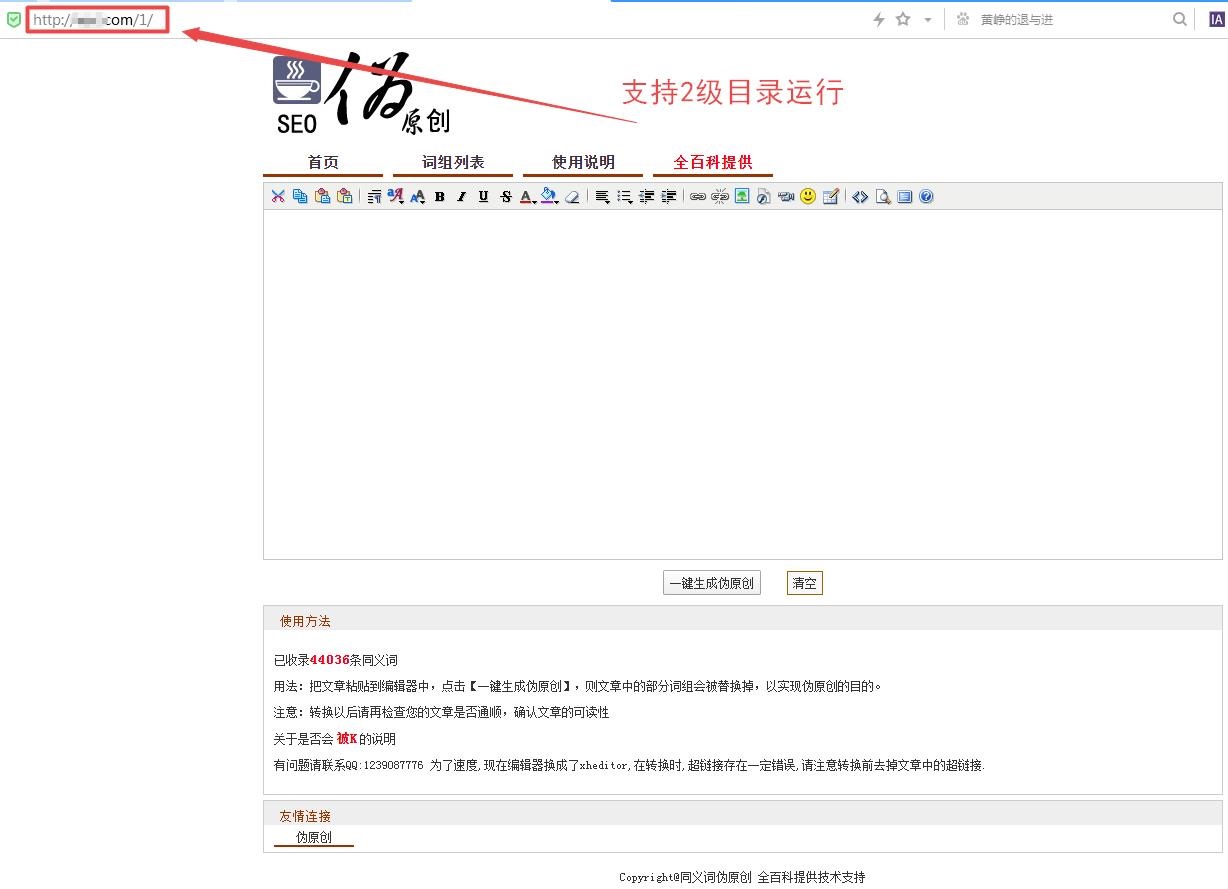 http:// com/1/
黄峥的退与进
IA
支持2级目录运行
伪原创
SEO
首页 词组列表 使用说明 全百科提供
一键生成伪原创 清空
使用方法
已收录44036条同义词
用法：把文章粘贴到编辑器中，点击【一键生成伪原创】，则文章中的部分词组会被替换掉，以实现伪原创的目的。
注意：转换以后请再检查您的文章是否通顺，确认文章的可读性
关于是否会 被K 的说明
有问题请联系QQ:1239087776 为了速度,现在编辑器换成了xheditor,在转换时,超链接存在一定错误,请注意转换前去掉文章中的超链接.
友情连接
伪原创
Copyright@同义词伪原创 全百科提供技术支持